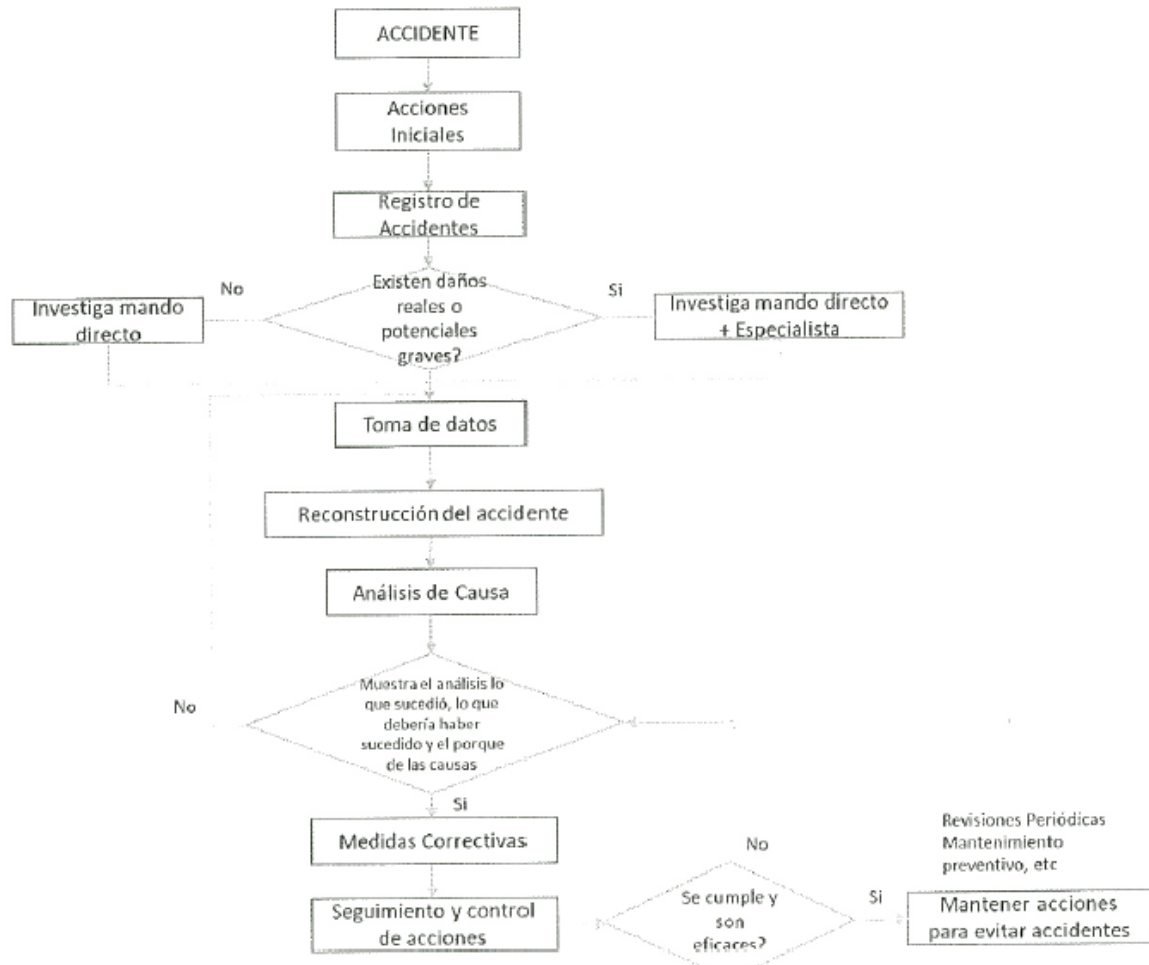 ACCIDENTE
Acciones
Iniciales
Registro de
Accidentes
Existen daños
reales o
potenciales
graves?
No
Si
Investiga mando
directo
Investiga mando directo
+ Especialista
Toma de datos
Reconstrucción del accidente
Análisis de Causa
Muestra el análisis lo
que sucedió, lo que
debería haber
sucedido y el porque
de las causas
No
Si
Medidas Correctivas
Seguimiento y control
de acciones
Se cumple y
son
eficaces?
No
Si
Revisiones Periódicas
Mantenimiento
preventivo, etc
Mantener acciones
para evitar accidentes